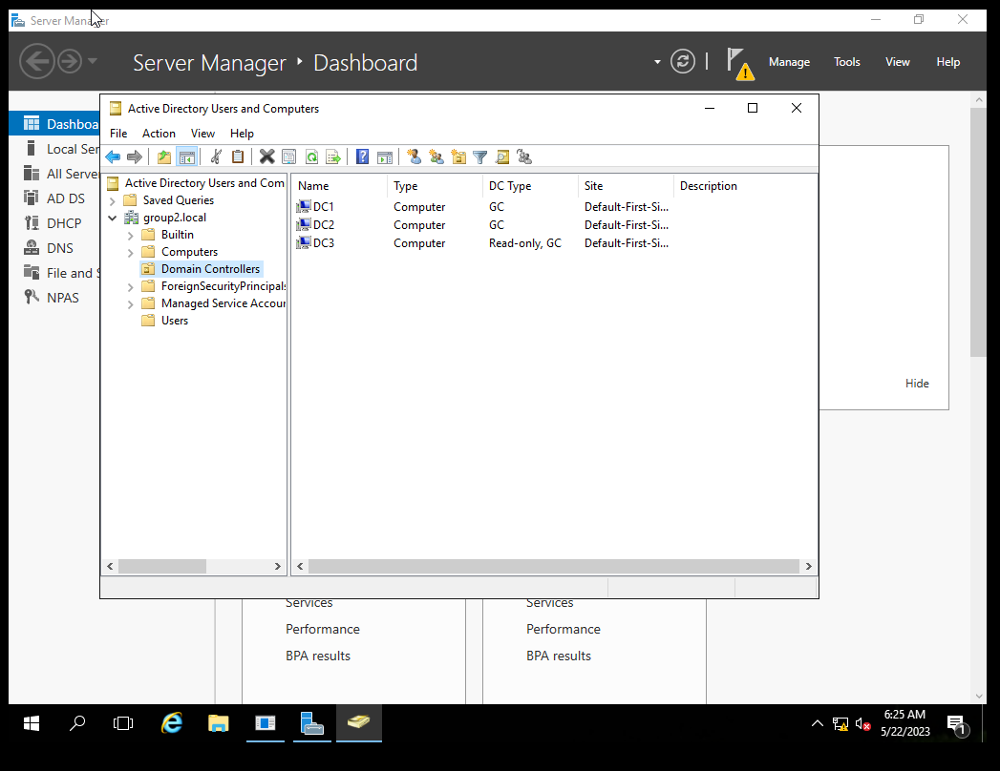 Server Manager
Server Manager ‣ Dashboard
Manage Tools View Help
Dashboa
Local Ser
All Server
AD DS
DHCP
DNS
File and S
NPAS
Active Directory Users and Computers
File Action View Help
Active Directory Users and Com
Saved Queries
group2.local
Builtin
Computers
Domain Controllers
ForeignSecurityPrincipals
Managed Service Accour
Users
Name Type DC Type Site Description
DC1 Computer GC Default-First-Si...
DC2 Computer GC Default-First-Si...
DC3 Computer Read-only, GC Default-First-Si...
Hide
Services Services
Performance Performance
BPA results BPA results
6:25 AM
5/22/2023
1